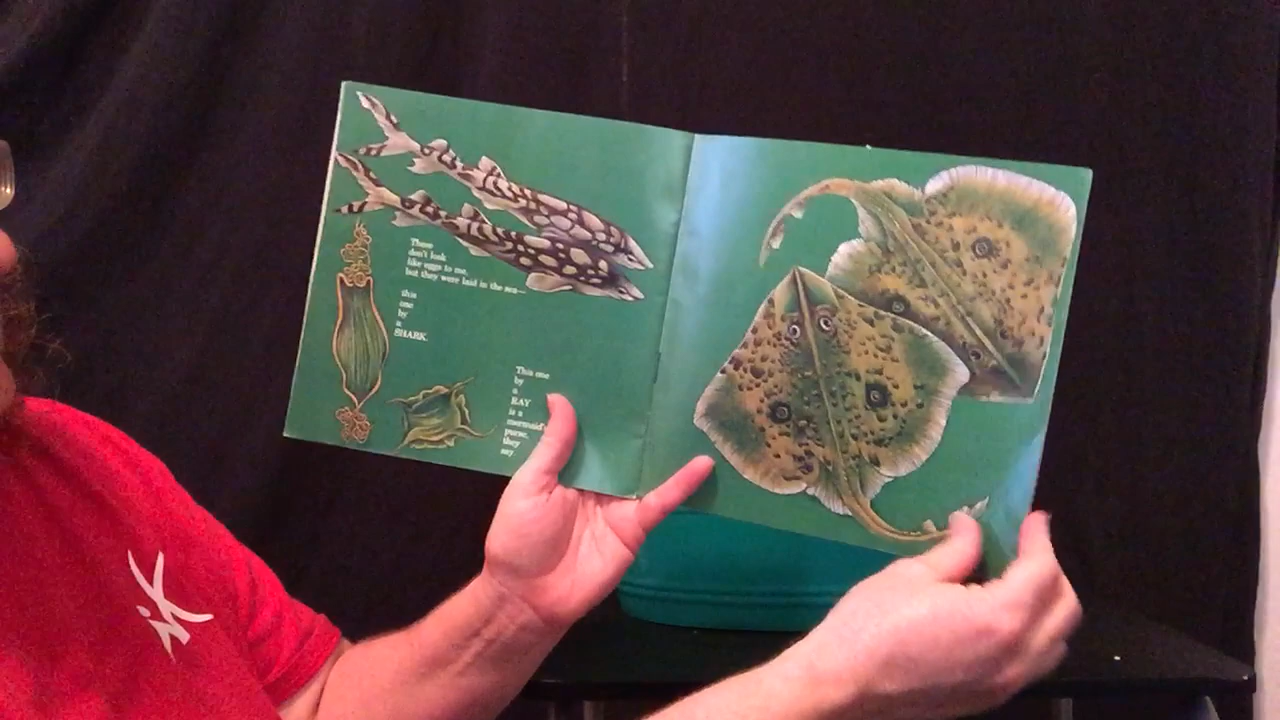 These
don't look
like eggs to me,
but they were laid in the sea—
this
one
by
a
SHARK.
This one
by
a
RAY
is a
mermaid's
purse,
they
say.